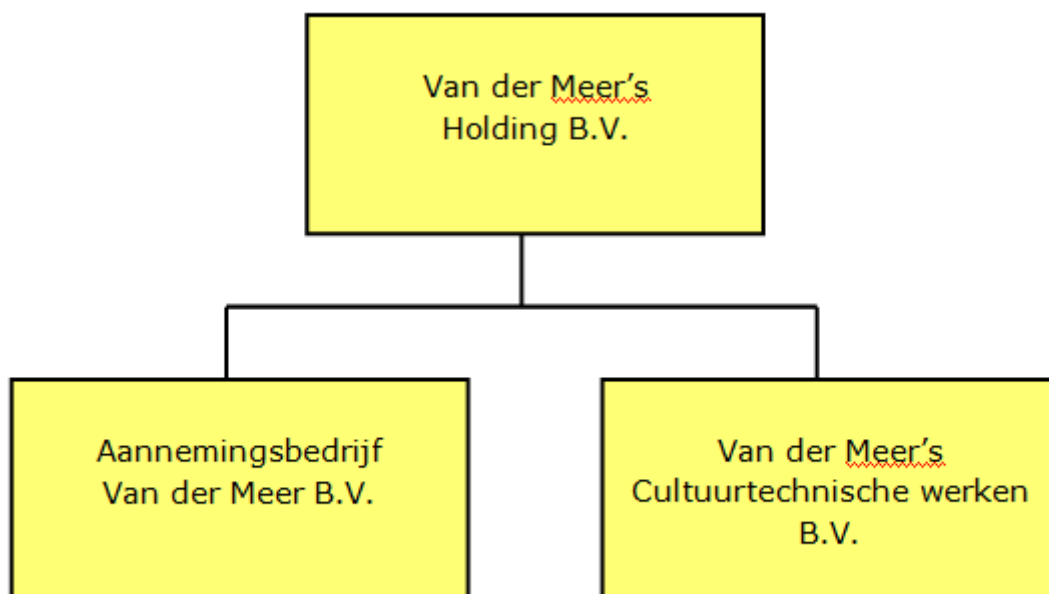 Van der Meer’s
Holding B.V.
Aannemingsbedrijf
Van der Meer B.V.
Van der Meer’s
Cultuurtechnische werken
B.V.